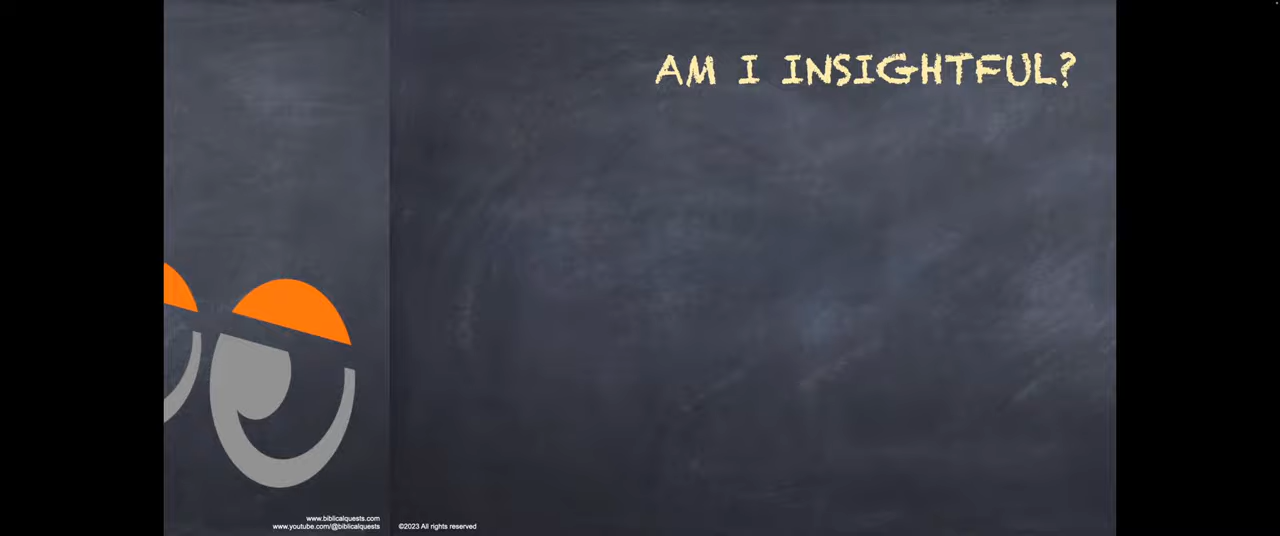 AM I INSIGHTFUL?
www.biblicalquests.com
www.youtube.com/@biblicalquests
©2023 All rights reserved